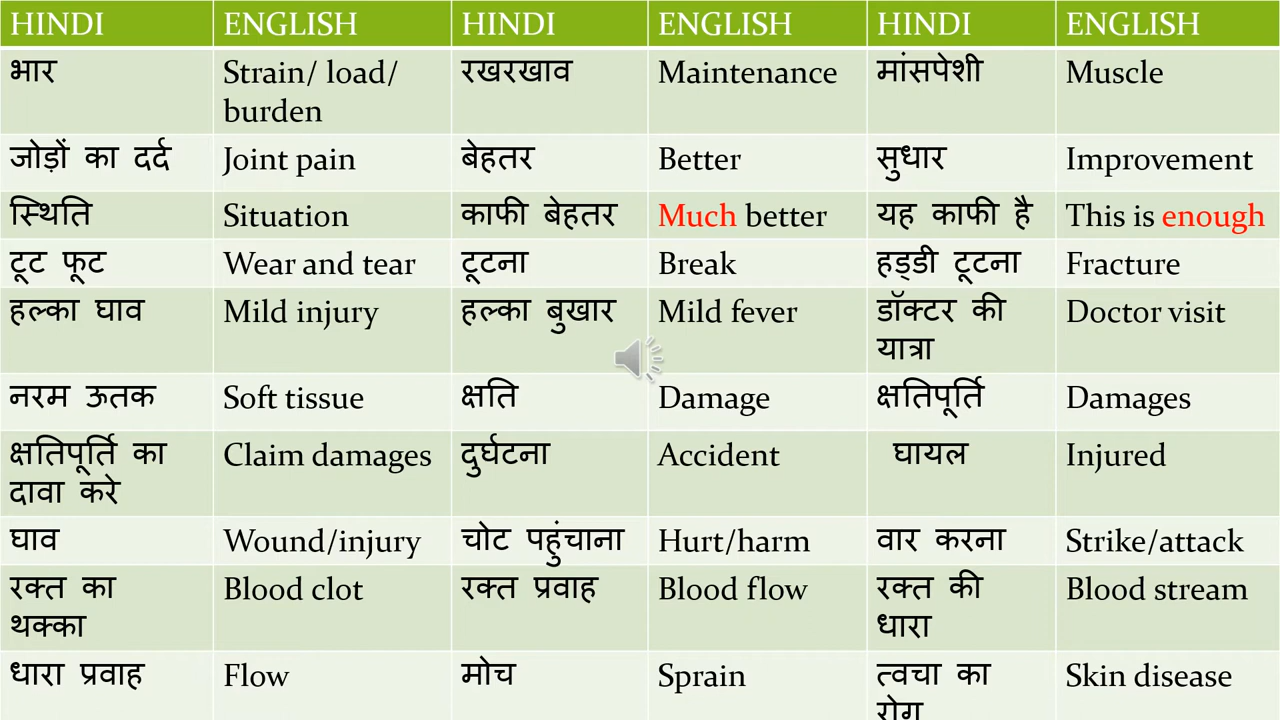 HINDI ENGLISH HINDI ENGLISH HINDI ENGLISH
भार Strain/ load/ रखरखाव Maintenance मांसपेशी Muscle
burden
जोड़ों का दर्द Joint pain बेहतर Better सुधार Improvement
स्थिति Situation काफी बेहतर Much better यह काफी है This is enough
टूट फूट Wear and tear टूटना Break हड्डी टूटना Fracture
हल्का घाव Mild injury हल्का बुखार Mild fever डॉक्टर की Doctor visit
यात्रा
नरम ऊतक Soft tissue क्षति Damage क्षतिपूर्ति Damages
क्षतिपूर्ति का Claim damages दुर्घटना Accident घायल Injured
दावा करे
घाव Wound/injury चोट पहुंचाना Hurt/harm वार करना Strike/attack
रक्त का Blood clot रक्त प्रवाह Blood flow रक्त की Blood stream
थक्का धारा
धारा प्रवाह Flow मोच Sprain त्वचा का Skin disease
रोग